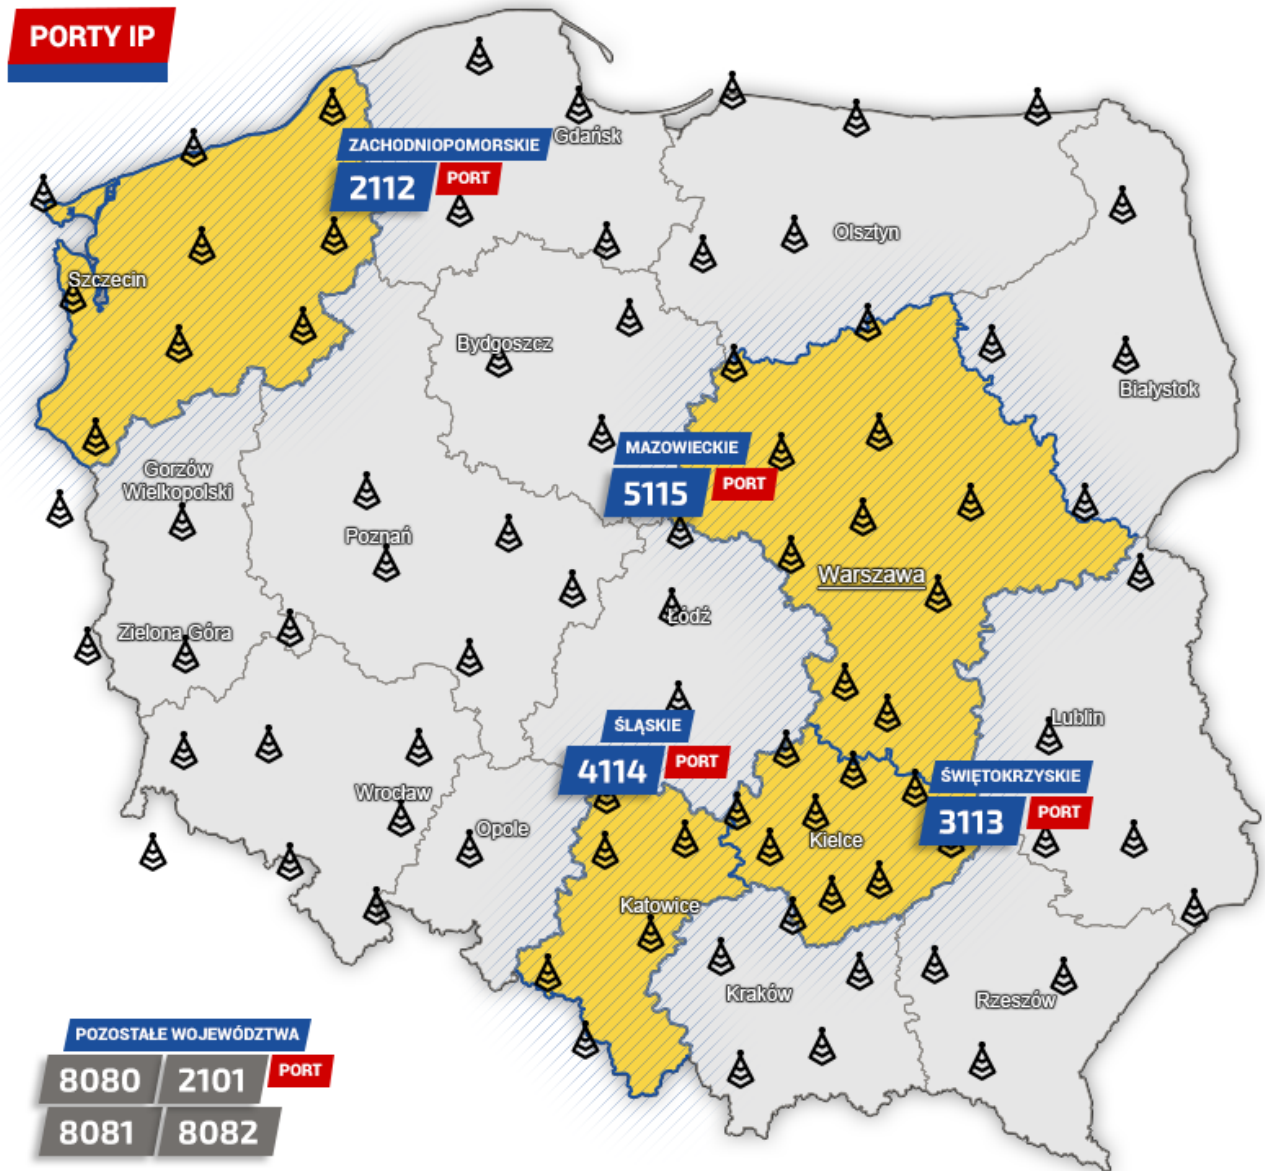 PORTY IP
Gdańsk
ZACHODNIOPOMORSKIE
2112 PORT
Olsztyn
Szczecin
Bydgoszcz
Białystok
MAZOWIECKIE
5115 PORT
Gorzów
Wielkopolski
Poznań
Warszawa
Łódź
Zielona Góra
Lublin
ŚLĄSKIE
4114 PORT
ŚWIĘTOKRZYSKIE
3113 PORT
Wrocław
Opole
Kielce
Katowice
Kraków
Rzeszów
POZOSTAŁE WOJEWÓDZTWA
8080 2101 PORT
8081 8082